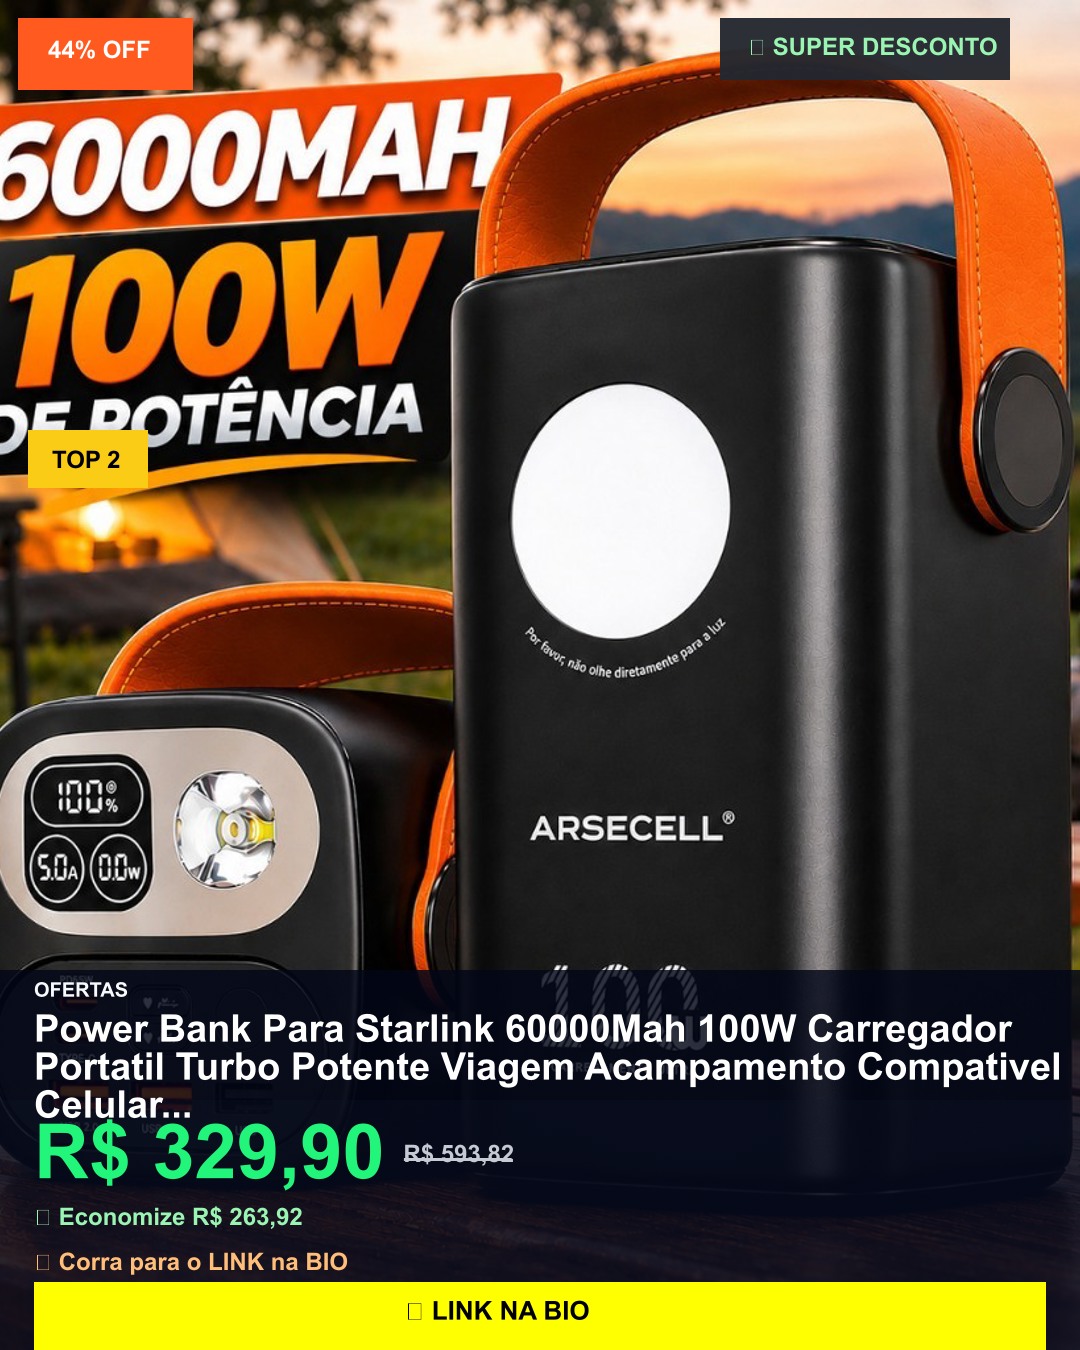 44% OFF
SUPER DESCONTO
6000MAH
100W
DE POTÊNCIA
TOP 2
Por favor, não olhe diretamente para a luz
100%
5.0A 0.0W
ARSECELL®
100w
OFERTAS
Power Bank Para Starlink 60000Mah 100W Carregador
Portatil Turbo Potente Viagem Acampamento Compativel
Celular...
R$ 329,90 R$ 593,82
Economize R$ 263,92
Corra para o LINK na BIO
LINK NA BIO